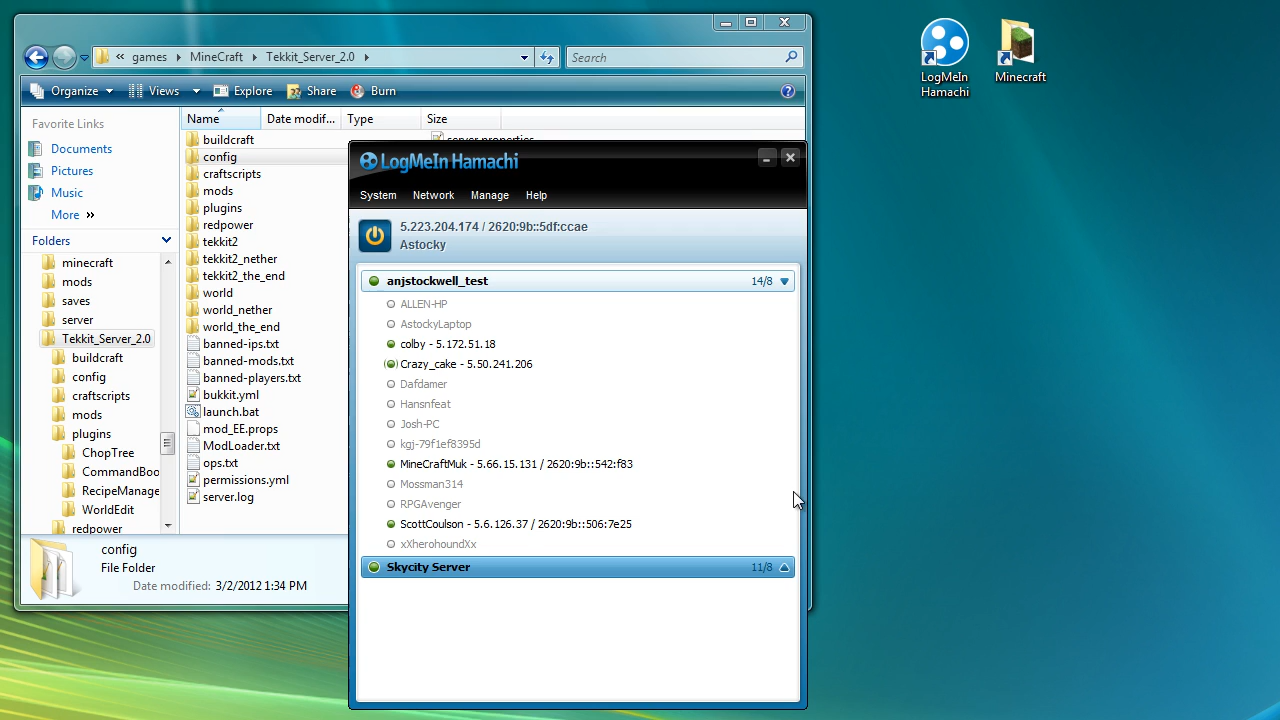 « games MineCraft Tekkit_Server_2.0
Search
Organize Views Explore Share Burn
Favorite Links
Documents
Pictures
Music
More »
Folders
minecraft
mods
saves
server
Tekkit_Server_2.0
buildcraft
config
craftscripts
mods
plugins
ChopTree
CommandBoo
RecipeManage
WorldEdit
redpower
Name Date modif... Type Size
buildcraft
config
craftscripts
mods
plugins
redpower
tekkit2
tekkit2_nether
tekkit2_the_end
world
world_nether
world_the_end
banned-ips.txt
banned-mods.txt
banned-players.txt
bukkit.yml
launch.bat
mod_EE.props
ModLoader.txt
ops.txt
permissions.yml
server.log
server.properties
config
File Folder
Date modified: 3/2/2012 1:34 PM
LogMeIn Hamachi
System Network Manage Help
5.223.204.174 / 2620:9b::5df:ccae
Astocky
anjstockwell_test 14/8
ALLEN-HP
AstockyLaptop
colby - 5.172.51.18
Crazy_cake - 5.50.241.206
Dafdamer
Hansnfeat
Josh-PC
kgj-79f1ef8395d
MineCraftMuk - 5.66.15.131 / 2620:9b::542:f83
Mossman314
RPGAvenger
ScottCoulson - 5.6.126.37 / 2620:9b::506:7e25
xXherohoundXx
Skycity Server 11/8
LogMeIn
Hamachi
Minecraft